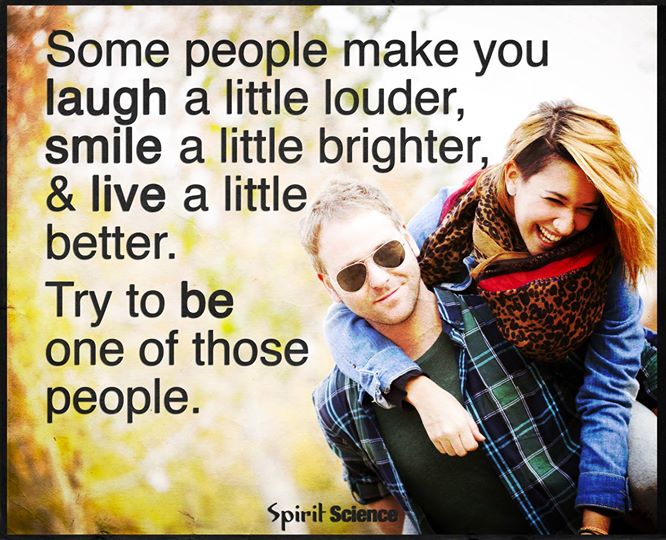 Some people make you
laugh a little louder,
smile a little brighter,
& live a little
better.
Try to be
one of those
people.
Spirit Science